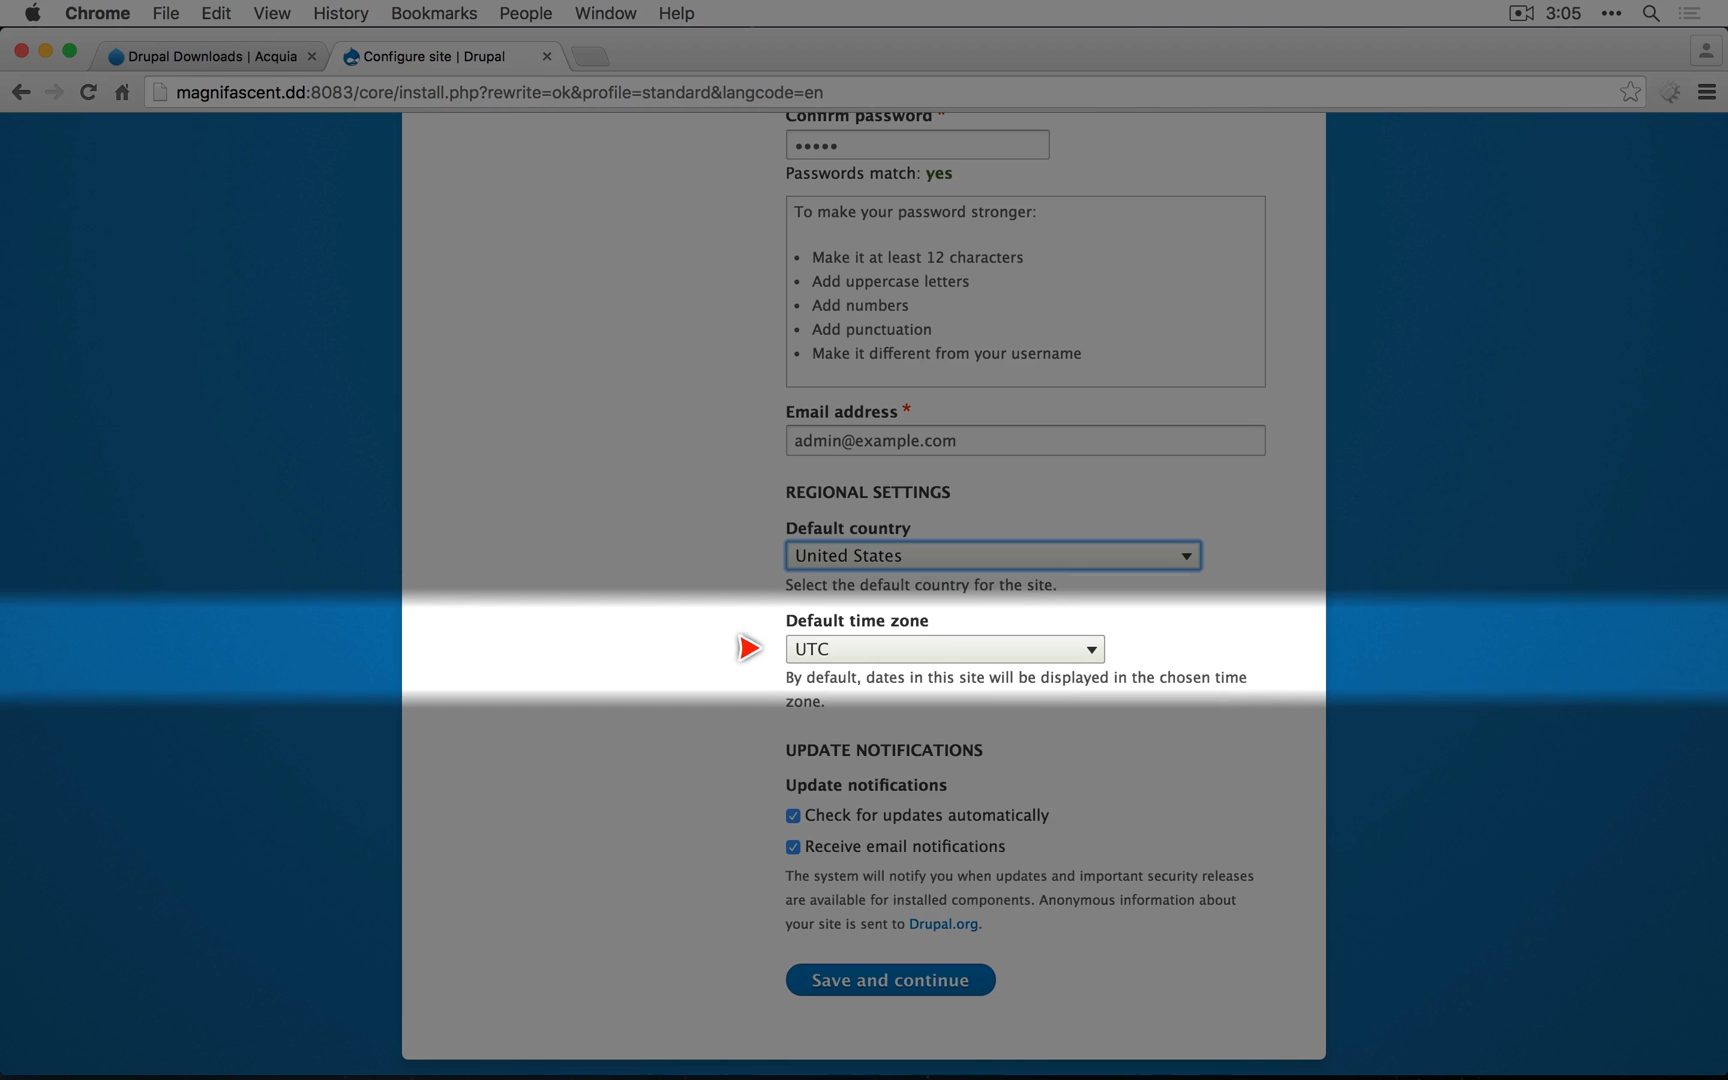 Chrome File Edit View History Bookmarks People Window Help 3:05
Drupal Downloads | Acquia
Configure site | Drupal
magnifascent.dd:8083/core/install.php?rewrite=ok&profile=standard&langcode=en
Confirm password *
•••••
Passwords match: yes
To make your password stronger:
• Make it at least 12 characters
• Add uppercase letters
• Add numbers
• Add punctuation
• Make it different from your username
Email address *
admin@example.com
REGIONAL SETTINGS
Default country
United States
Select the default country for the site.
Default time zone
UTC
By default, dates in this site will be displayed in the chosen time
zone.
UPDATE NOTIFICATIONS
Update notifications
Check for updates automatically
Receive email notifications
The system will notify you when updates and important security releases
are available for installed components. Anonymous information about
your site is sent to Drupal.org.
Save and continue